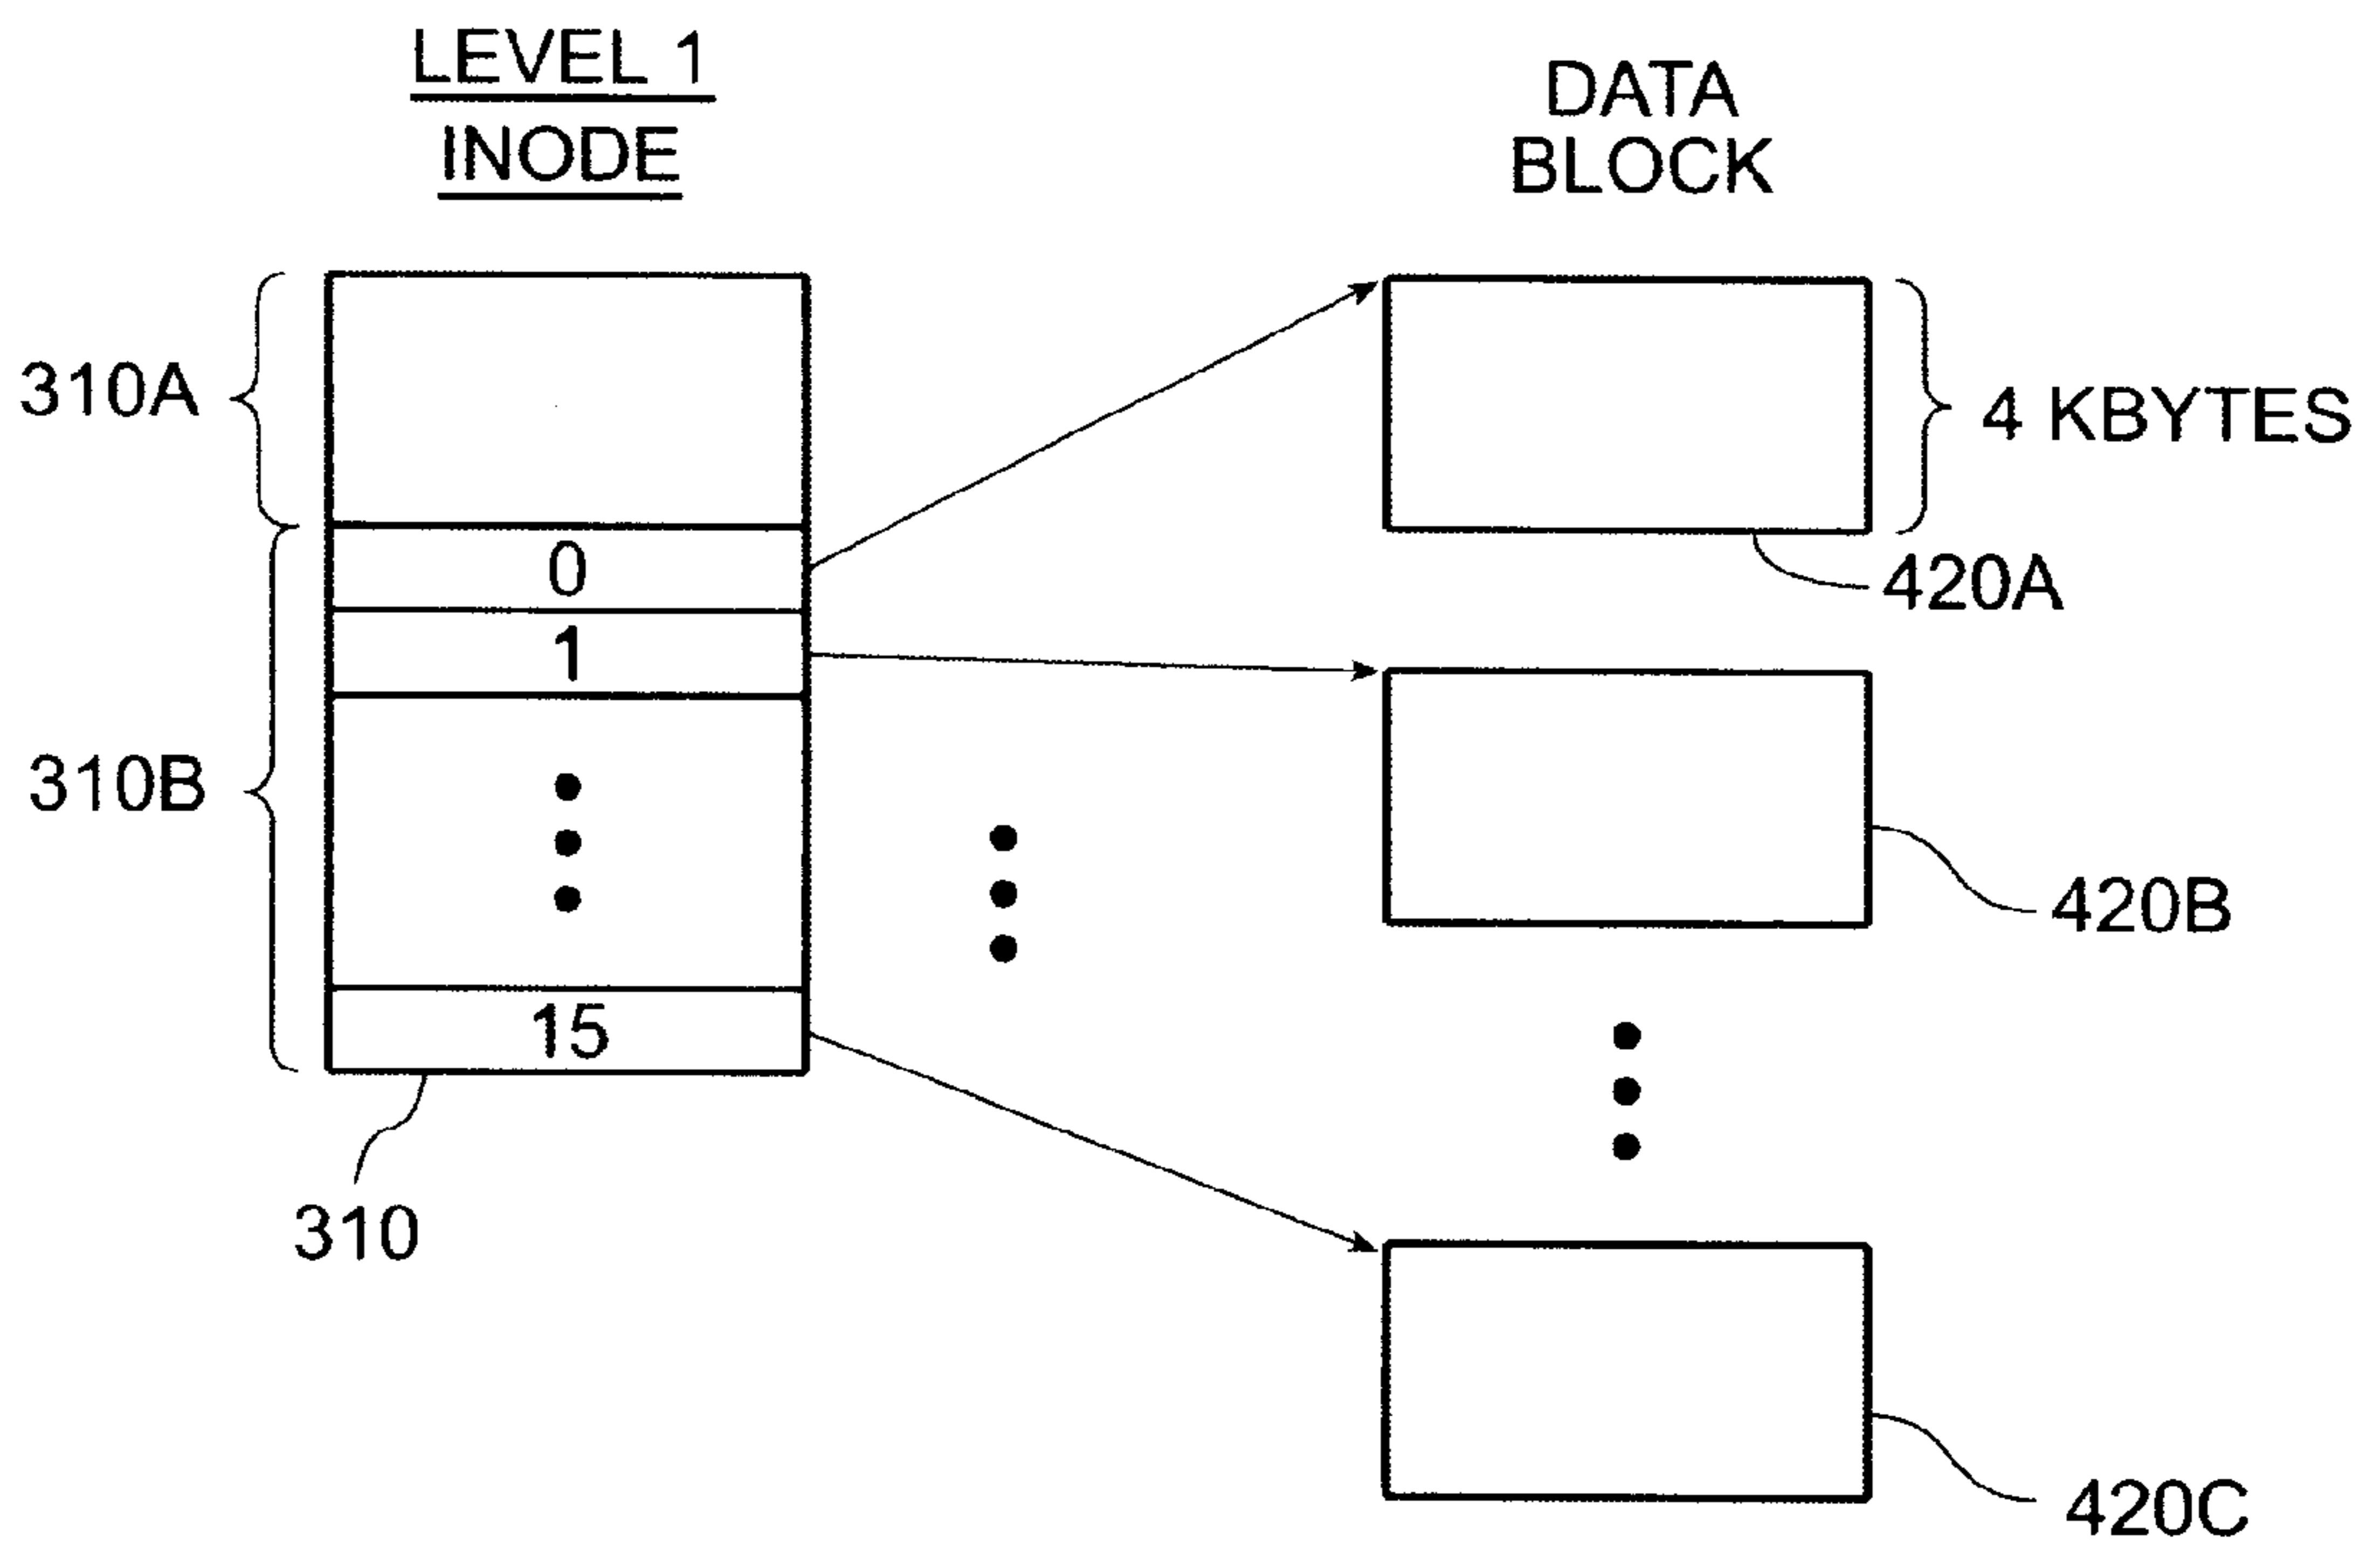 LEVEL 1
INODE
DATA
BLOCK
310A
4 KBYTES
0
420A
1
310B
420B
15
310
420C